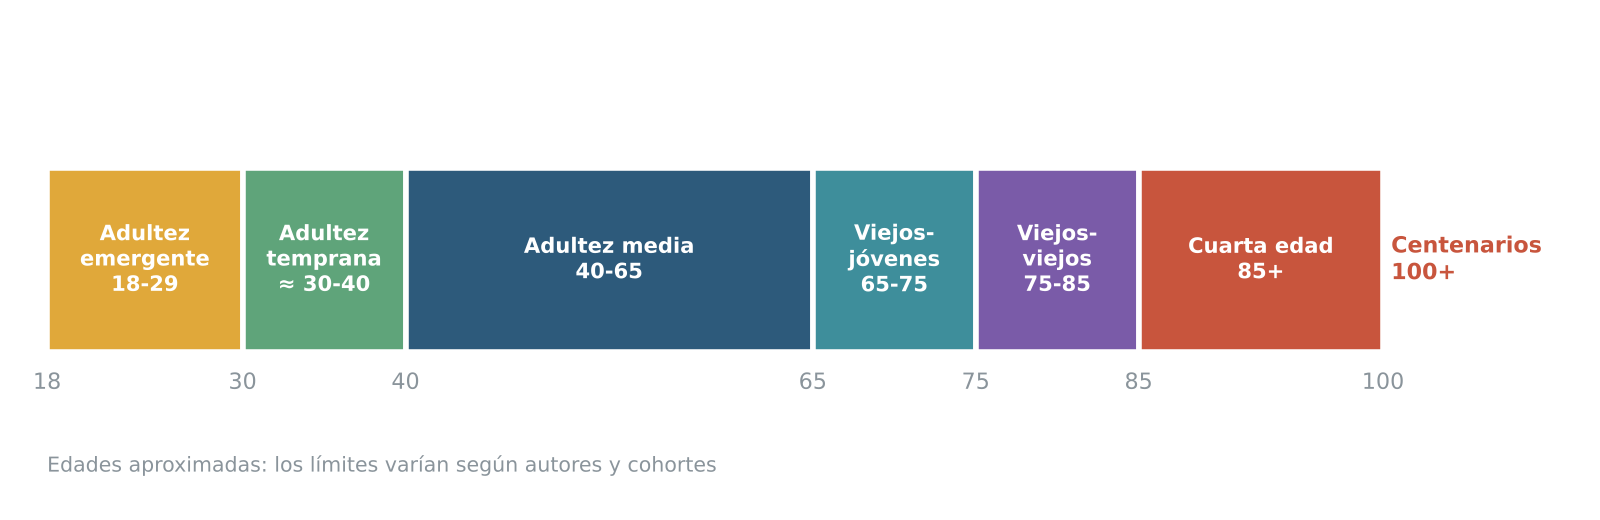 Adultez
emergente
18-29
Adultez
temprana
≈ 30-40
Adultez media
40-65
Viejos-
jóvenes
65-75
Viejos-
viejos
75-85
Cuarta edad
85+
Centenarios
100+
18
30
40
65
75
85
100
Edades aproximadas: los límites varían según autores y cohortes